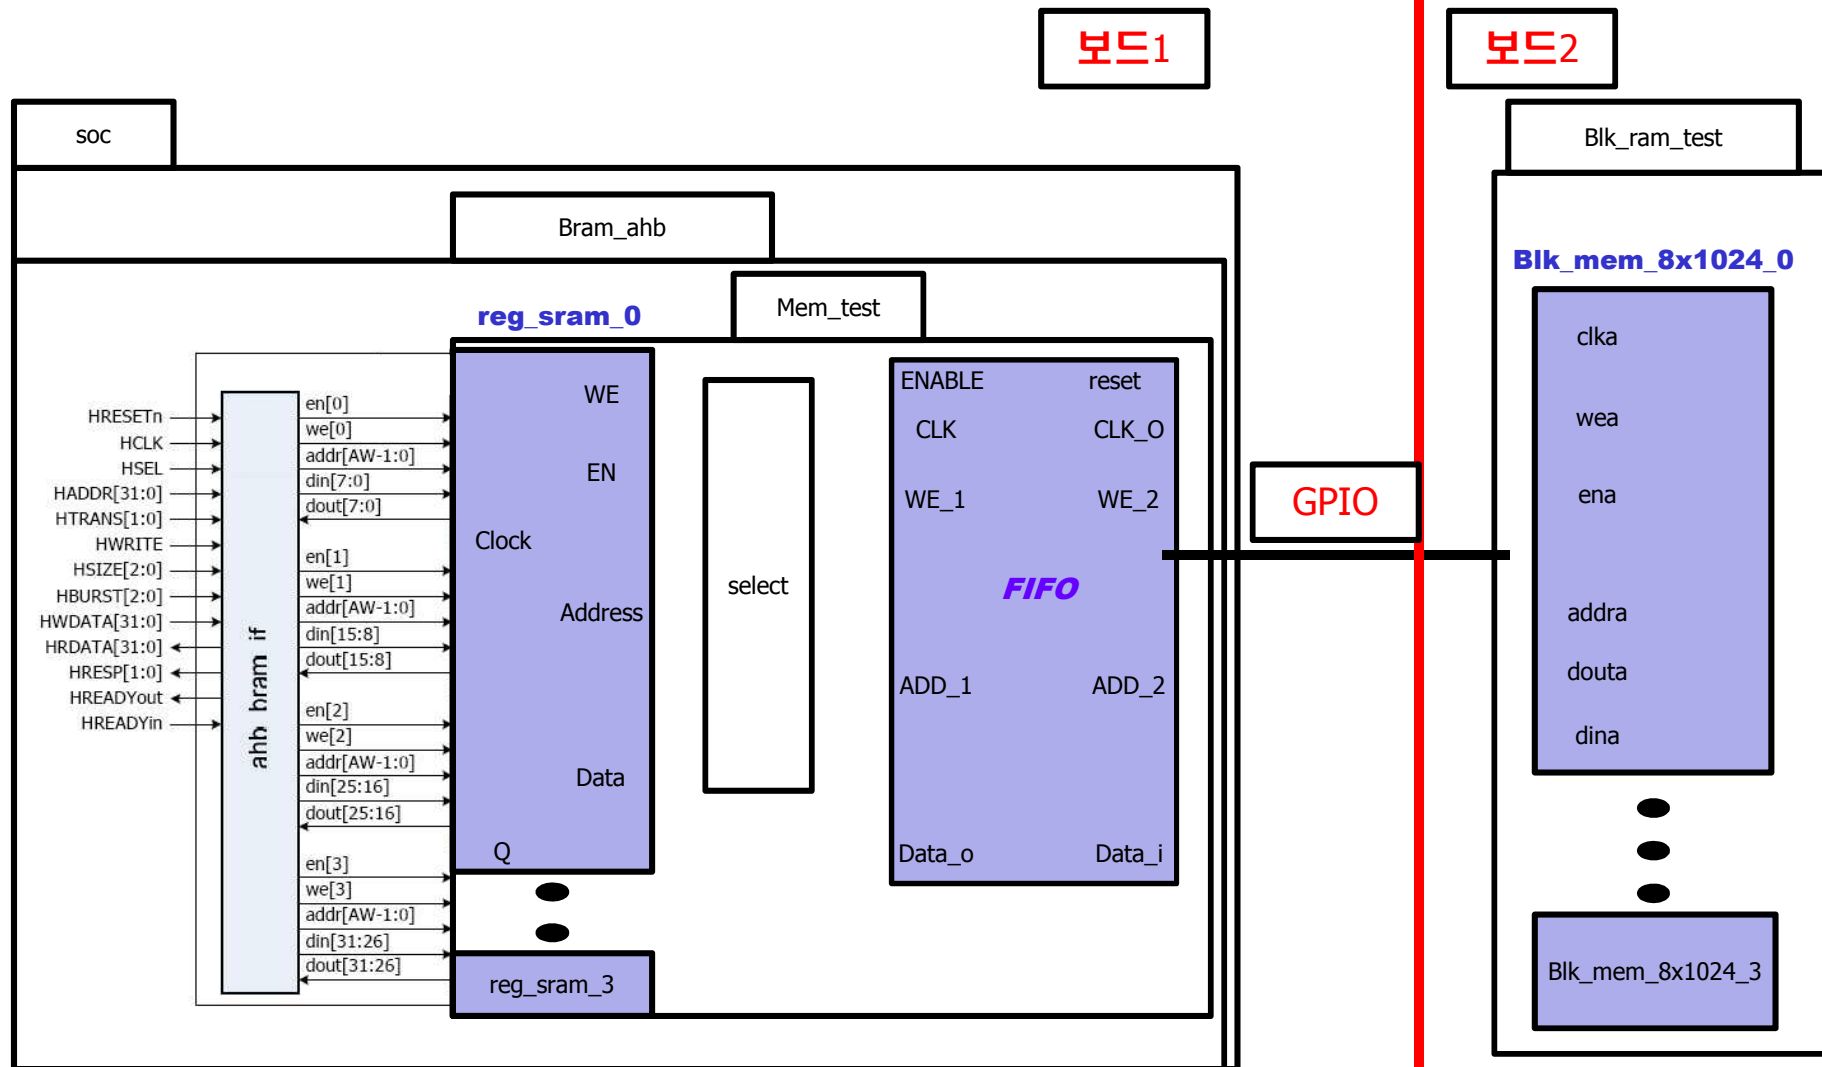 보드1
보드2
soc
Blk_ram_test
Bram_ahb
Blk_mem_8x1024_0
Mem_test
reg_sram_0
HRESETn
HCLK
HSEL
HADDR[31:0]
HTRANS[1:0]
HWRITE
HSIZE[2:0]
HBURST[2:0]
HWDATA[31:0]
HRDATA[31:0]
HRESP[1:0]
HREADYout
HREADYin
ahb bram if
en[0]
we[0]
addr[AW-1:0]
din[7:0]
dout[7:0]
en[1]
we[1]
addr[AW-1:0]
din[15:8]
dout[15:8]
en[2]
we[2]
addr[AW-1:0]
din[25:16]
dout[25:16]
en[3]
we[3]
addr[AW-1:0]
din[31:26]
dout[31:26]
WE
EN
Clock
Address
Data
Q
reg_sram_3
select
ENABLE reset
CLK CLK_O
WE_1 WE_2
FIFO
ADD_1 ADD_2
Data_o Data_i
GPIO
clka
wea
ena
addra
douta
dina
Blk_mem_8x1024_3